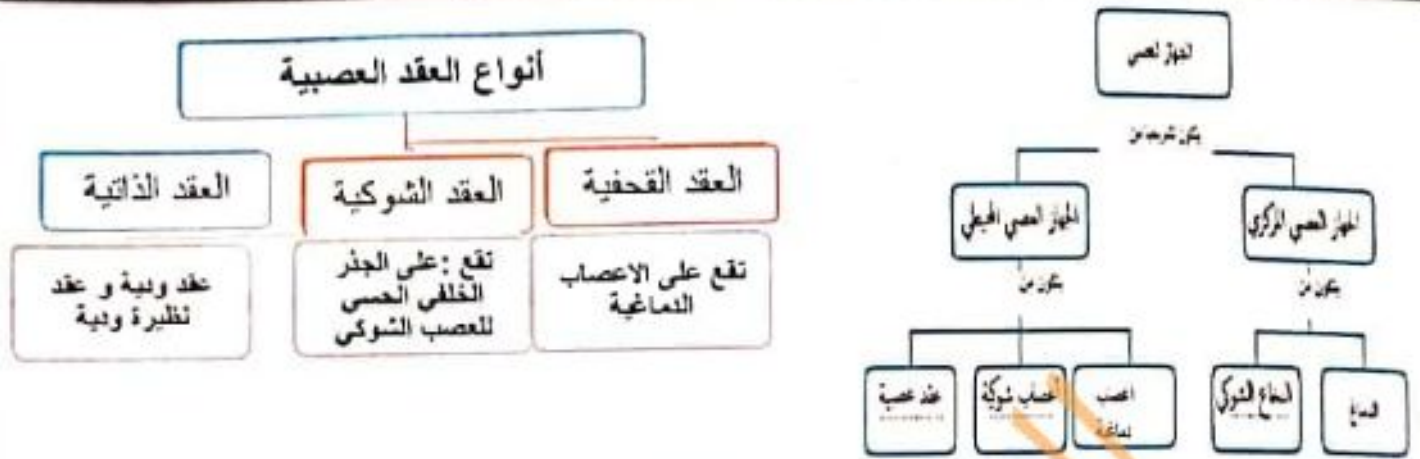 الجهاز العصبي
يتكون تشريحيا من
الجهاز العصبي المركزي
الجهاز العصبي المحيطي
يتكون من
يتكون من
الدماغ
النخاع الشوكي
اعصاب
دماغية
اعصاب شوكية
عقد عصبية
أنواع العقد العصبية
العقد القحفية
العقد الشوكية
العقد الذاتية
تقع على الاعصاب
الدماغية
تقع :على الجذر
الخلفي الحسي
للعصب الشوكي
عقد ودية و عقد
نظيرة ودية